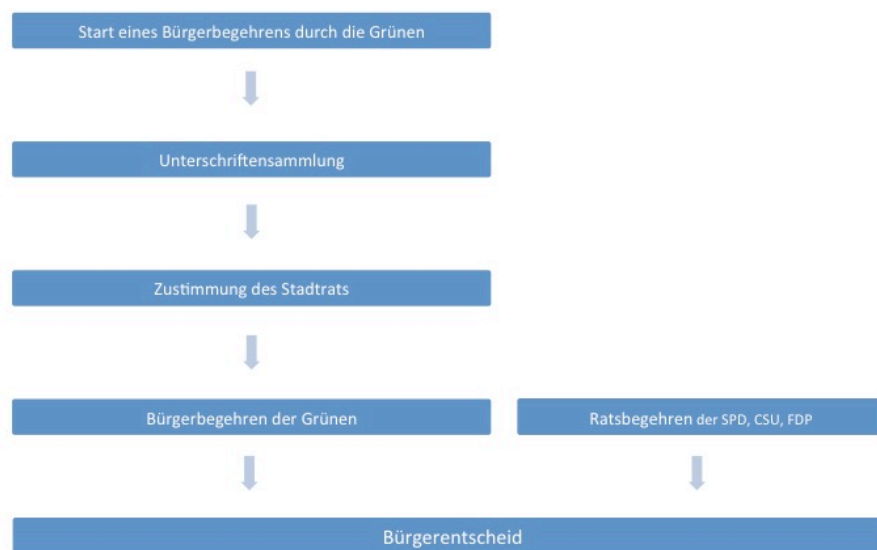 Start eines Bürgerbegehrens durch die Grünen
Unterschriftensammlung
Zustimmung des Stadtrats
Bürgerbegehren der Grünen
Ratsbegehren der SPD, CSU, FDP
Bürgerentscheid